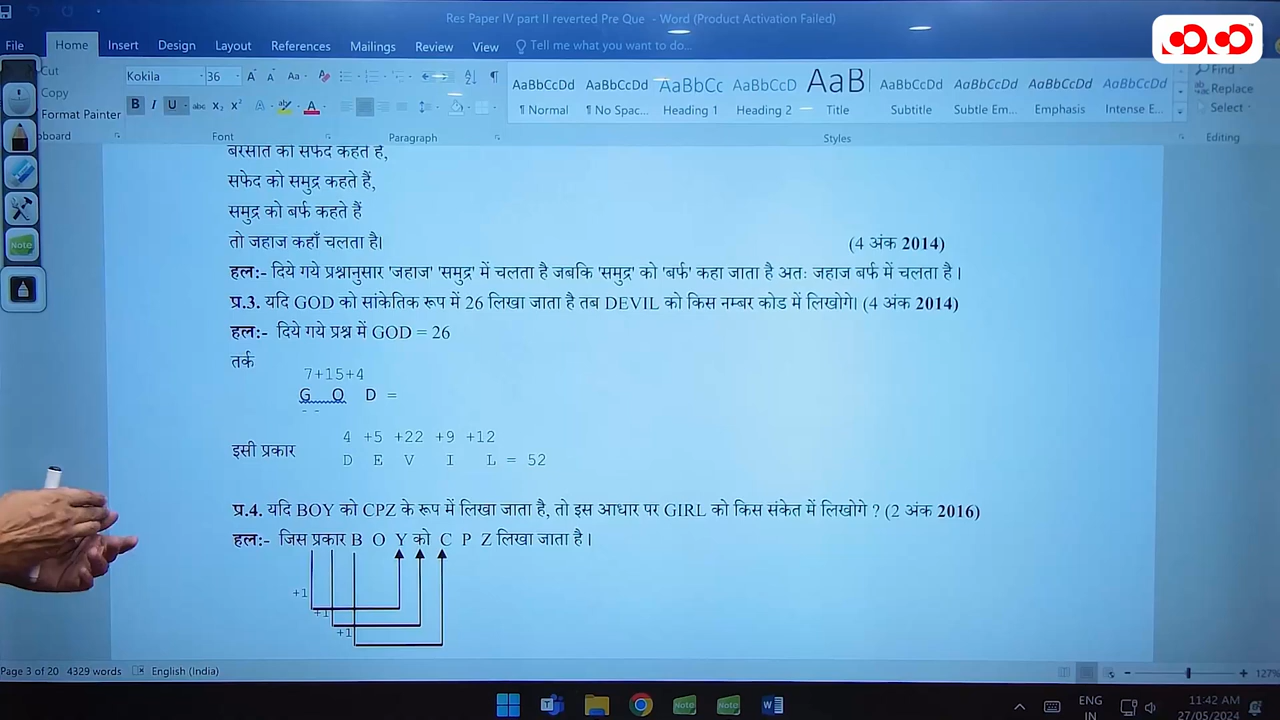 Res Paper IV part II reverted Pre Que - Word (Product Activation Failed)
File Home Insert Design Layout References Mailings Review View Tell me what you want to do...
Cut
Copy
Format Painter
Kokila 36
Find
Replace
Select
AaBbCcDd AaBbCcDd AaBbCc AaBbCcD AaB AaBbCcDd AaBbCcDd AaBbCcDd AaBbCcDd
¶ Normal ¶ No Spac... Heading 1 Heading 2 Title Subtitle Subtle Em... Emphasis Intense E...
Font Paragraph Styles Editing
बरसात को सफेद कहते हैं,
सफेद को समुद्र कहते हैं,
समुद्र को बर्फ कहते हैं
तो जहाज कहाँ चलता है। (4 अंक 2014)
हल:- दिये गये प्रश्नानुसार 'जहाज' 'समुद्र' में चलता है जबकि 'समुद्र' को 'बर्फ' कहा जाता है अतः जहाज बर्फ में चलता है।
प्र.3. यदि GOD को सांकेतिक रूप में 26 लिखा जाता है तब DEVIL को किस नम्बर कोड में लिखोगे। (4 अंक 2014)
हल:- दिये गये प्रश्न में GOD = 26
तर्क
7+15+4
G O D =
इसी प्रकार
4 +5 +22 +9 +12
D E V I L = 52
प्र.4. यदि BOY को CPZ के रूप में लिखा जाता है, तो इस आधार पर GIRL को किस संकेत में लिखोगे ? (2 अंक 2016)
हल:- जिस प्रकार B O Y को C P Z लिखा जाता है।
+1
+1
+1
Page 3 of 20 4329 words English (India) 127%
Note
Note Note
ENG
IN
11:42 AM
27/05/2024